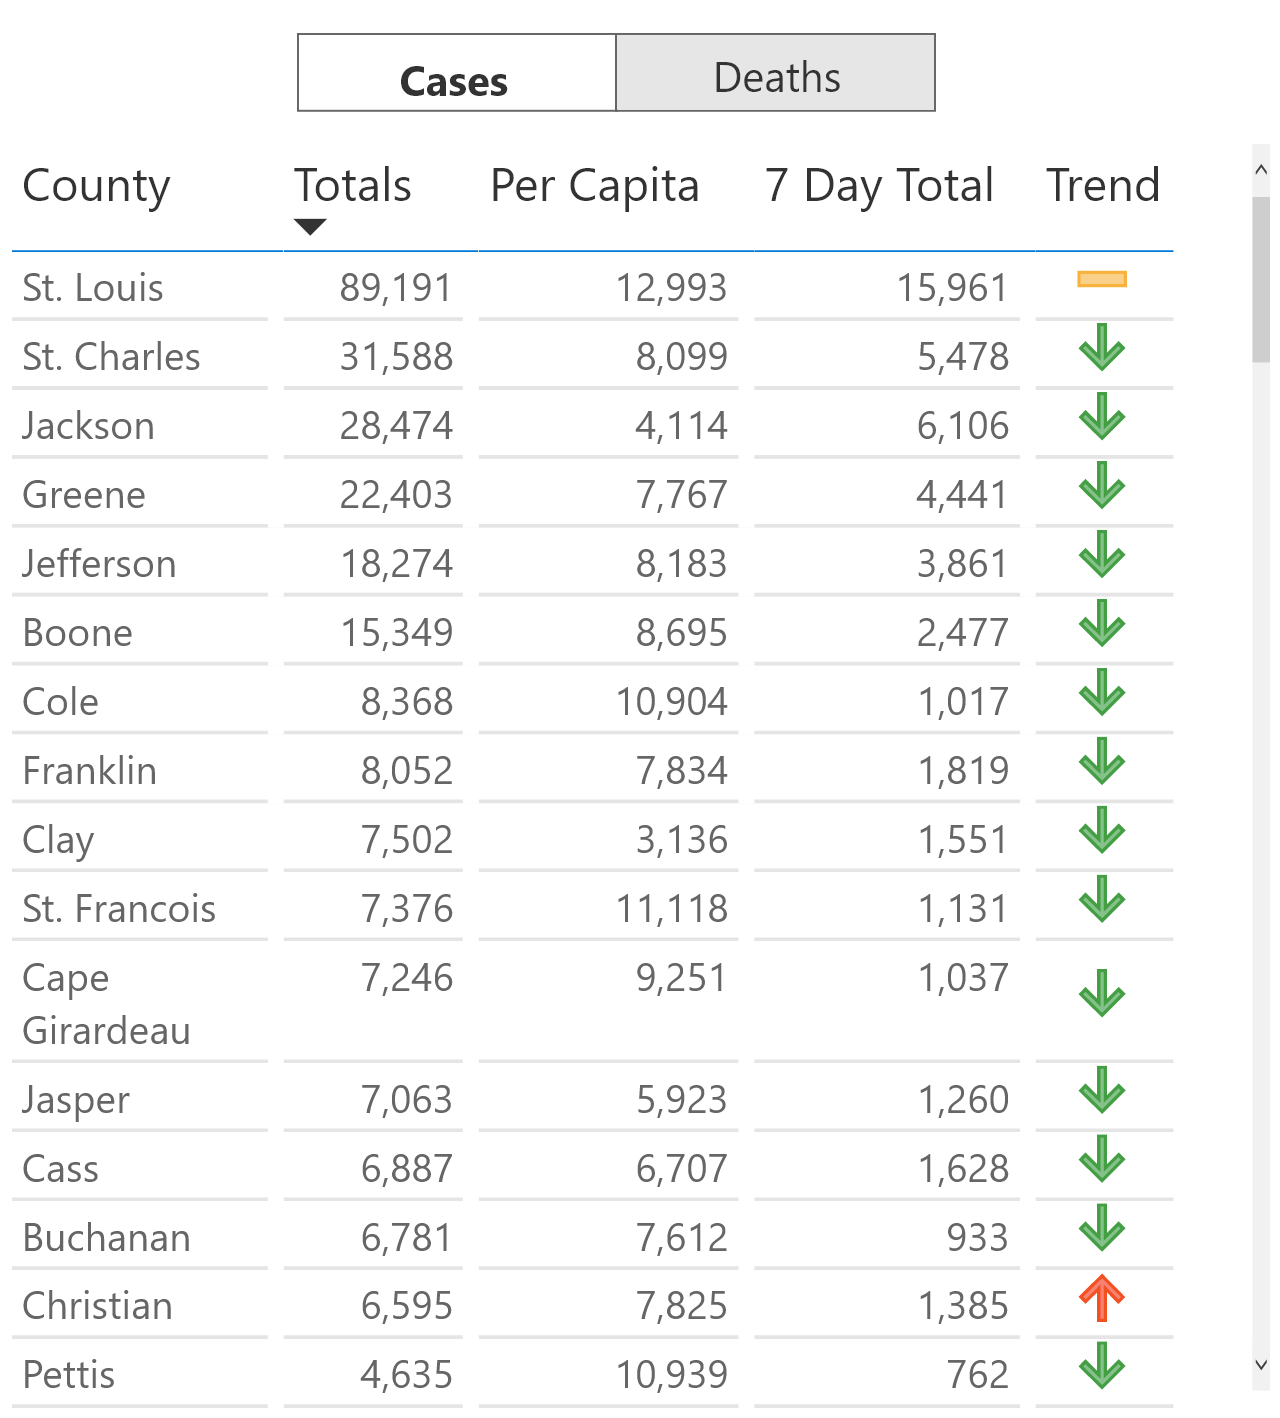 Cases Deaths
County Totals Per Capita 7 Day Total Trend
St. Louis 89,191 12,993 15,961
St. Charles 31,588 8,099 5,478
Jackson 28,474 4,114 6,106
Greene 22,403 7,767 4,441
Jefferson 18,274 8,183 3,861
Boone 15,349 8,695 2,477
Cole 8,368 10,904 1,017
Franklin 8,052 7,834 1,819
Clay 7,502 3,136 1,551
St. Francois 7,376 11,118 1,131
Cape 7,246 9,251 1,037
Girardeau
Jasper 7,063 5,923 1,260
Cass 6,887 6,707 1,628
Buchanan 6,781 7,612 933
Christian 6,595 7,825 1,385
Pettis 4,635 10,939 762